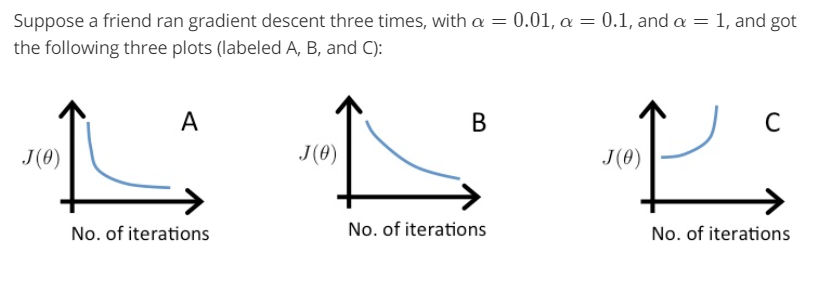 Suppose a friend ran gradient descent three times, with α = 0.01, α = 0.1, and α = 1, and got
the following three plots (labeled A, B, and C):
A
J(θ)
No. of iterations
B
J(θ)
No. of iterations
C
J(θ)
No. of iterations